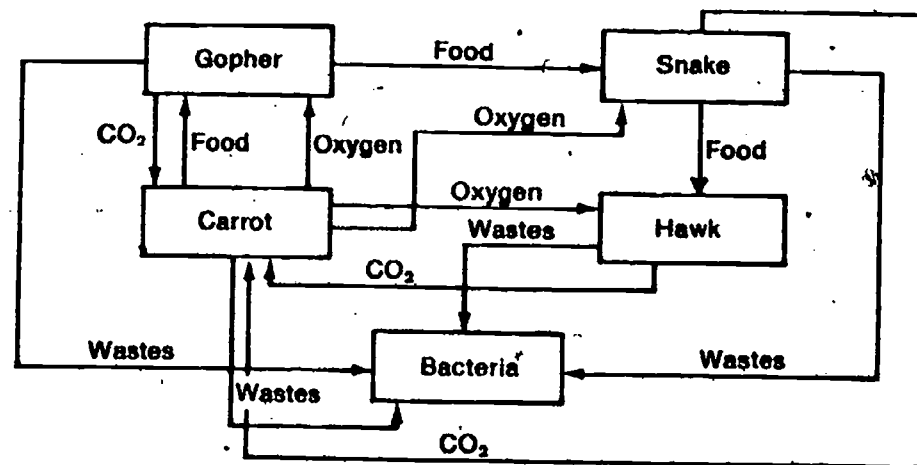 Gopher
Food
Snake
CO₂
Food
Oxygen
Oxygen
Food
Carrot
Oxygen
Hawk
Wastes
CO₂
Wastes
Bacteria
Wastes
Wastes
CO₂